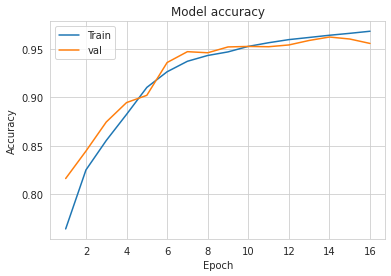 Model accuracy
Train
val
0.95
0.90
0.85
0.80
Accuracy
2 4 6 8 10 12 14 16
Epoch